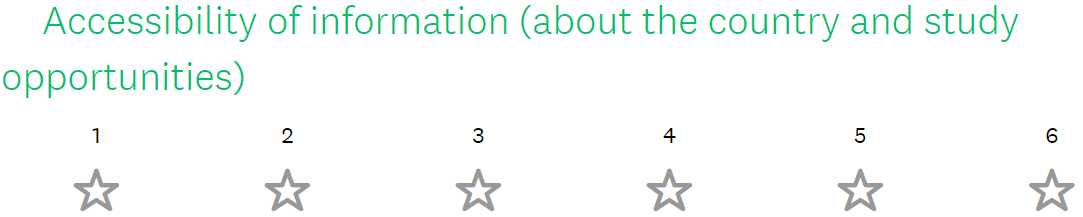 Accessibility of information (about the country and study
opportunities)
1 2 3 4 5 6